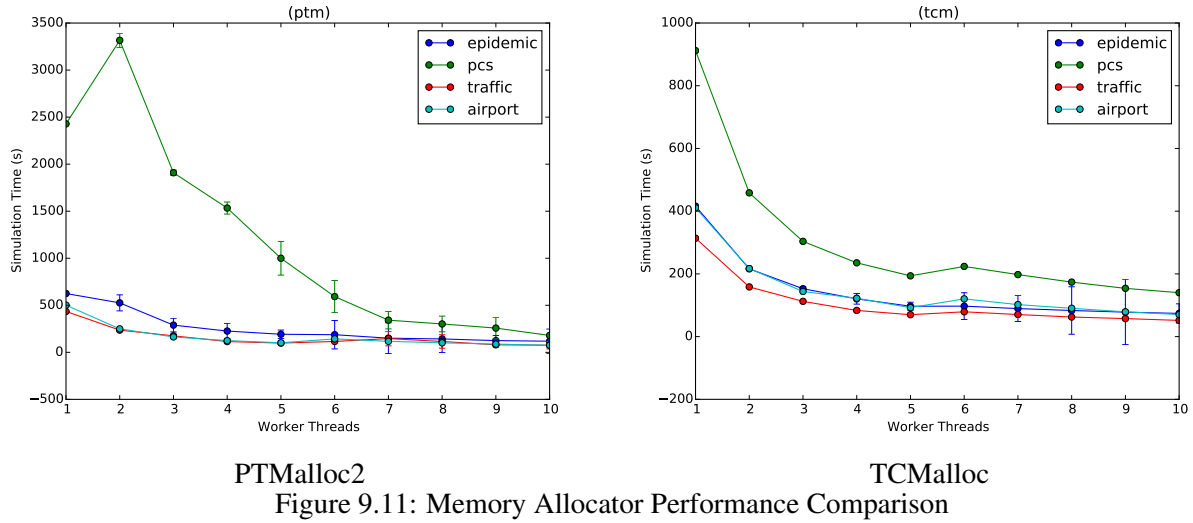 (ptm)
3500
3000
2500
2000
1500
1000
500
0
−500
Simulation Time (s)
epidemic
pcs
traffic
airport
1 2 3 4 5 6 7 8 9 10
Worker Threads
(tcm)
1000
800
600
400
200
0
−200
Simulation Time (s)
epidemic
pcs
traffic
airport
1 2 3 4 5 6 7 8 9 10
Worker Threads
PTMalloc2
TCMalloc
Figure 9.11: Memory Allocator Performance Comparison